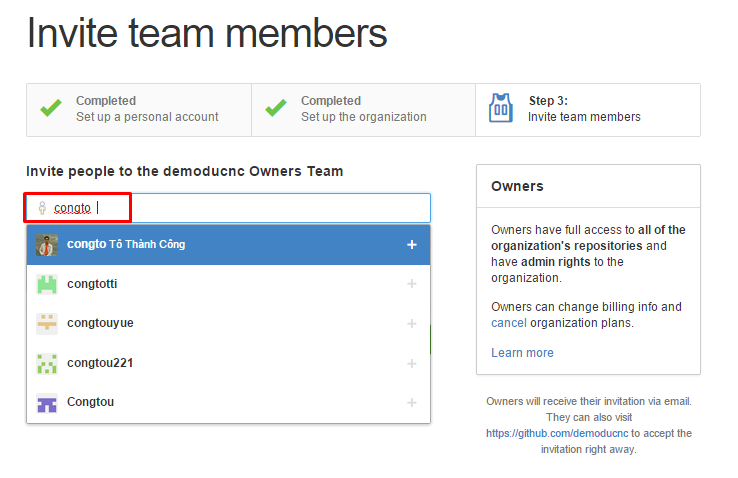 Invite team members
Completed
Set up a personal account
Completed
Set up the organization
Step 3:
Invite team members
Invite people to the demoducnc Owners Team
congto
congto Tô Thành Công
congtotti
congtouyue
congtou221
Congtou
Owners
Owners have full access to all of the
organization's repositories and
have admin rights to the
organization.
Owners can change billing info and
cancel organization plans.
Learn more
Owners will receive their invitation via email.
They can also visit
https://github.com/demoducnc to accept the
invitation right away.